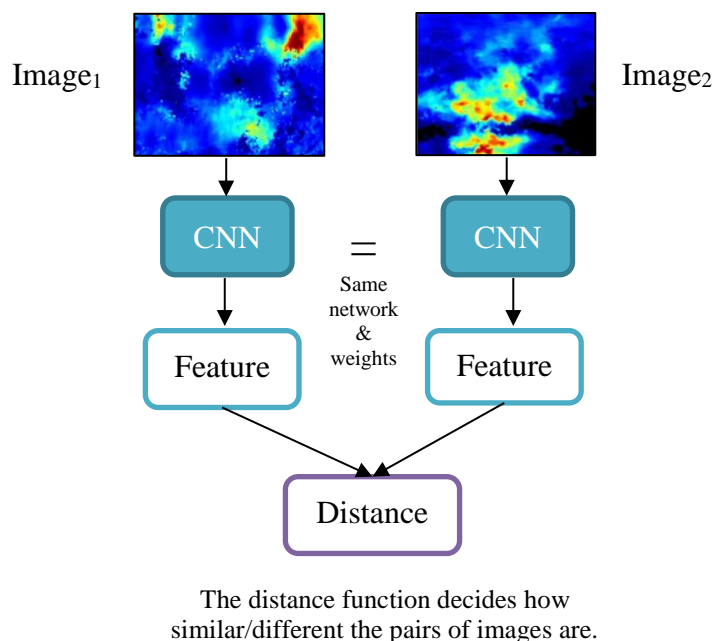 Image₁
Image₂
CNN
=
CNN
Same
network
&
weights
Feature
Feature
Distance
The distance function decides how
similar/different the pairs of images are.